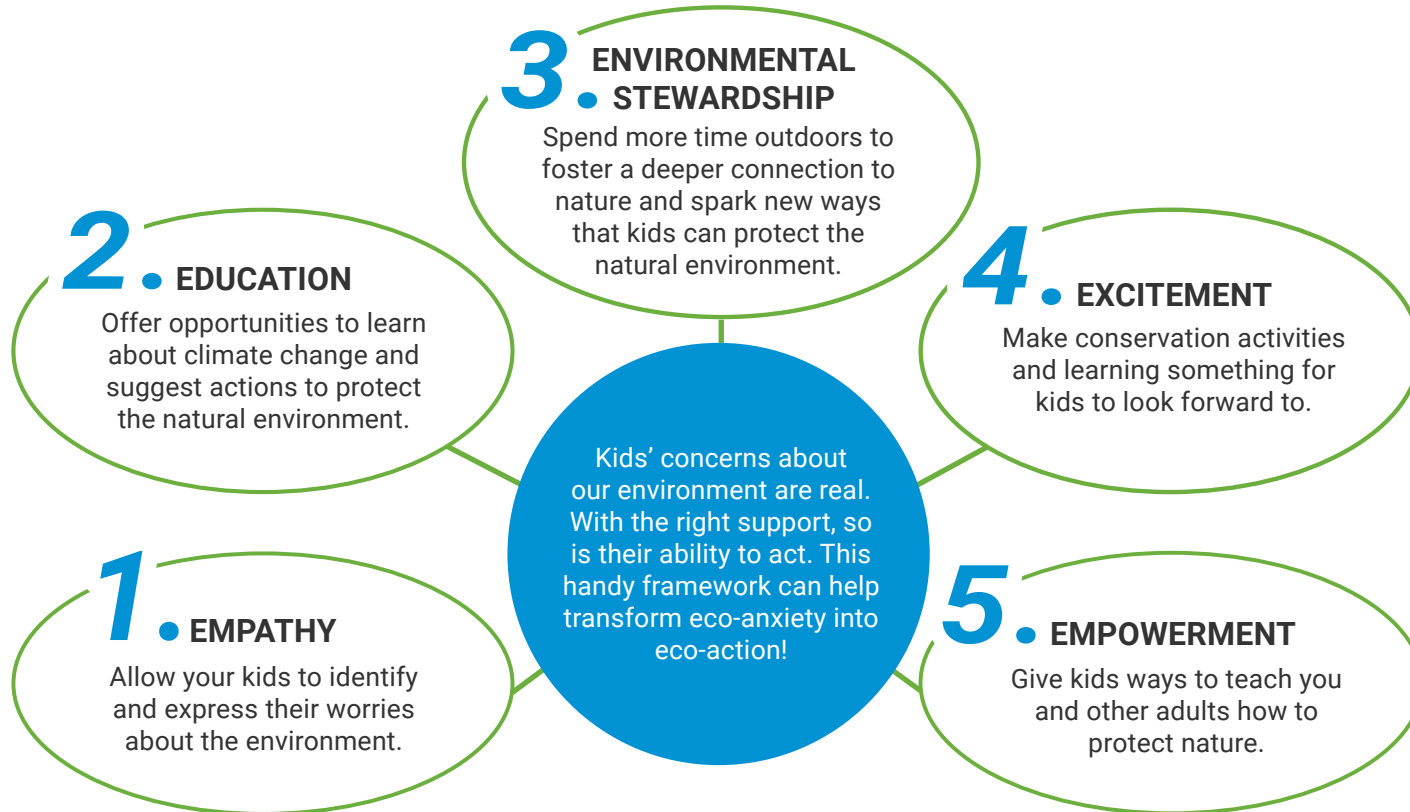 1. EMPATHY
Allow your kids to identify
and express their worries
about the environment.
2. EDUCATION
Offer opportunities to learn
about climate change and
suggest actions to protect
the natural environment.
3. ENVIRONMENTAL
STEWARDSHIP
Spend more time outdoors to
foster a deeper connection to
nature and spark new ways
that kids can protect the
natural environment.
4. EXCITEMENT
Make conservation activities
and learning something for
kids to look forward to.
5. EMPOWERMENT
Give kids ways to teach you
and other adults how to
protect nature.
Kids’ concerns about
our environment are real.
With the right support, so
is their ability to act. This
handy framework can help
transform eco-anxiety into
eco-action!